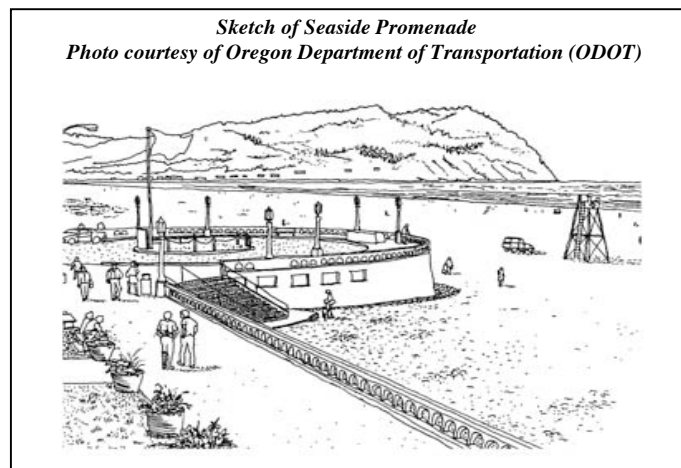 Sketch of Seaside Promenade
Photo courtesy of Oregon Department of Transportation (ODOT)